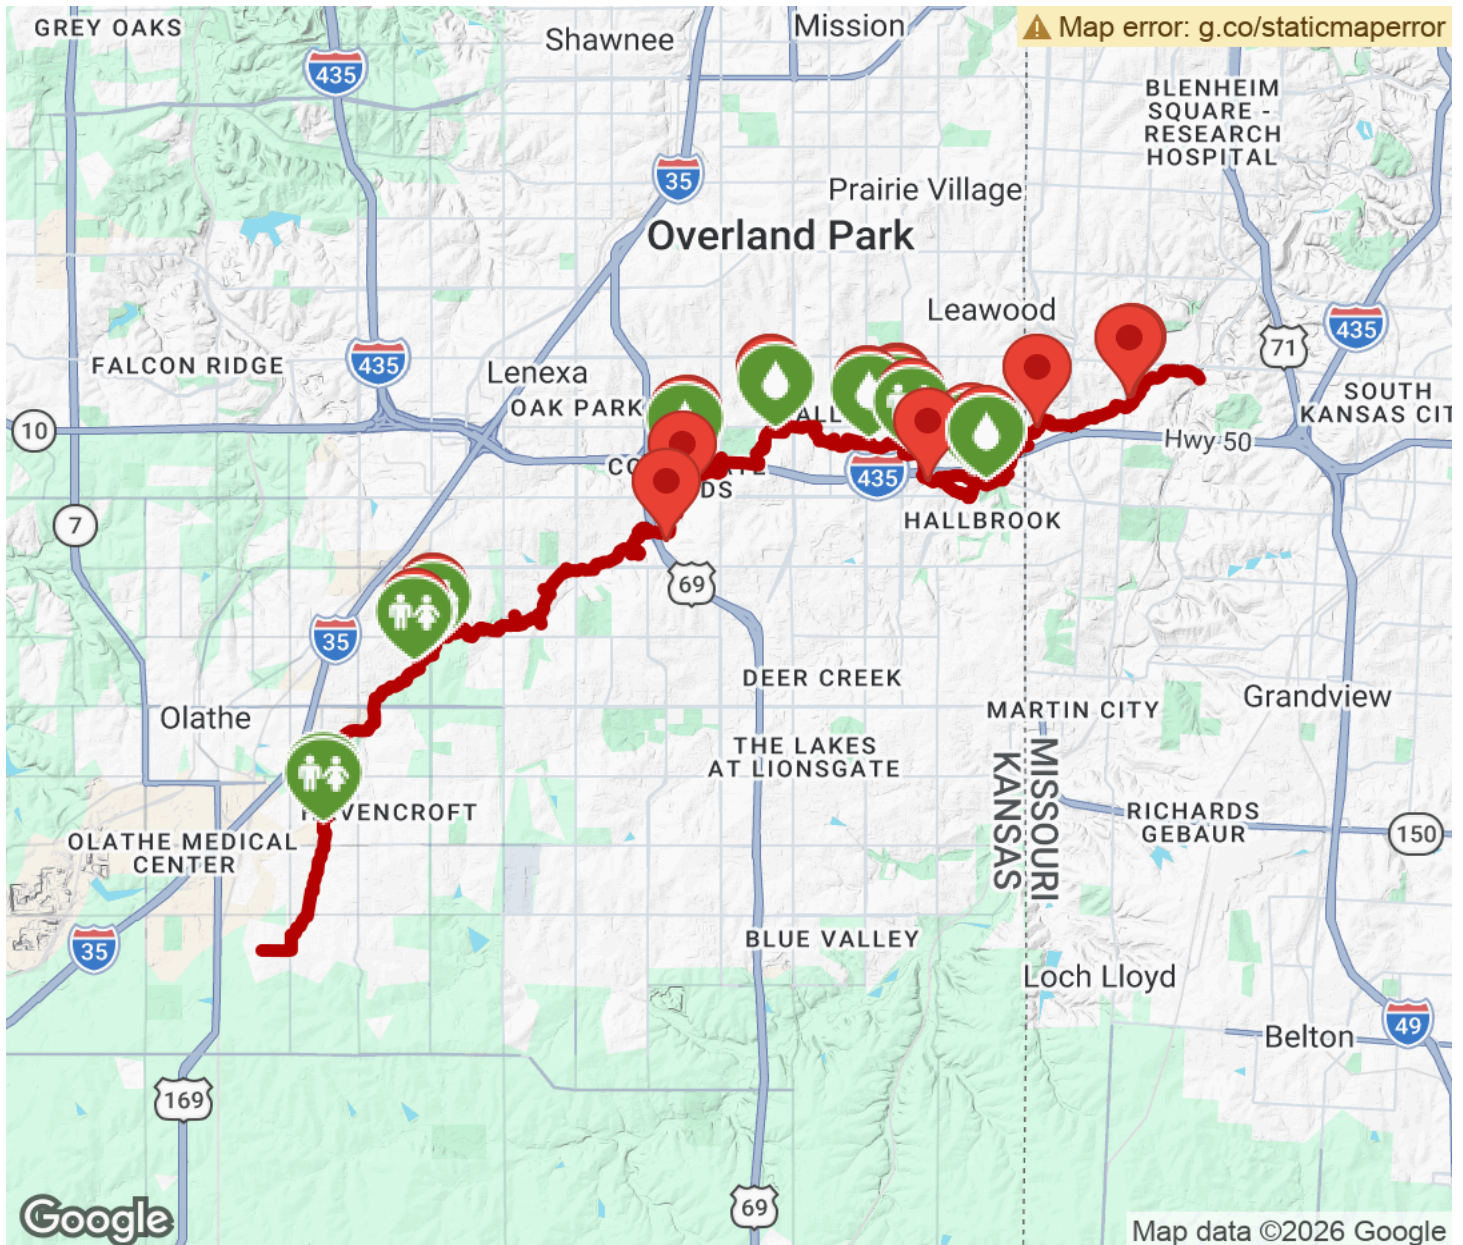 GREY OAKS
Shawnee
Mission
Map error: g.co/staticmaperror
435
BLENHEIM
SQUARE -
RESEARCH
HOSPITAL
35
Prairie Village
Overland Park
Leawood
435
71
FALCON RIDGE
435
Lenexa
OAK PARK
SOUTH
KANSAS CIT
10
Hwy 50
435
7
HALLBROOK
69
35
Olathe
DEER CREEK
MARTIN CITY
Grandview
THE LAKES
AT LIONSGATE
MISSOURI
KANSAS
VENCROFT
RICHARDS
GEBAUR
150
OLATHE MEDICAL
CENTER
35
BLUE VALLEY
Loch Lloyd
49
Belton
169
69
Google
Map data ©2026 Google